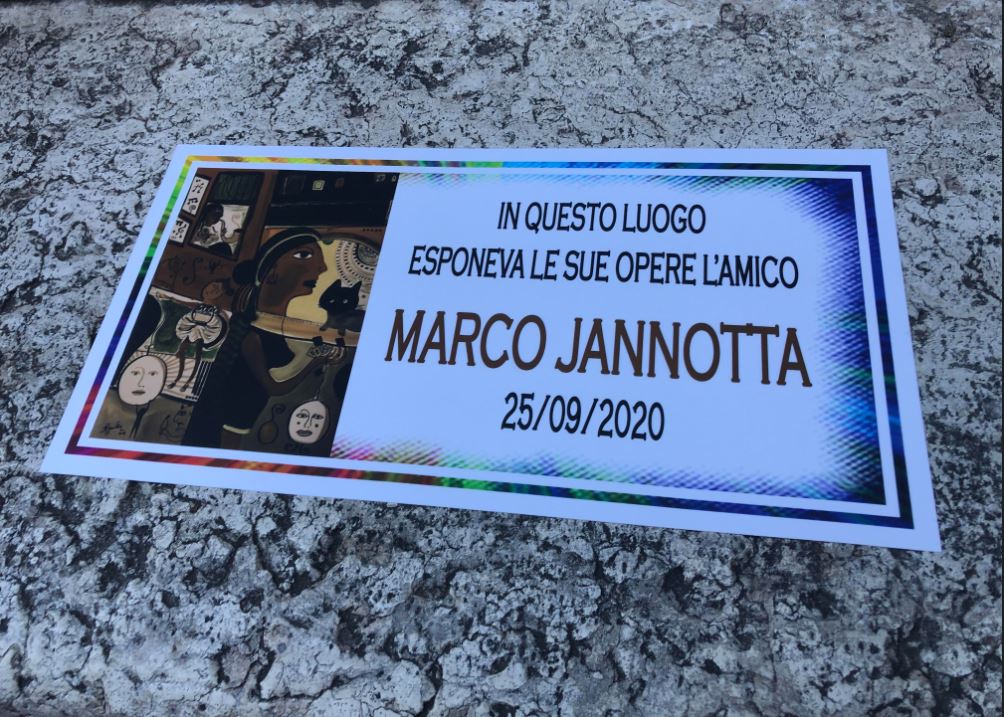 IN QUESTO LUOGO
ESPONEVA LE SUE OPERE L'AMICO
MARCO JANNOTTA
25/09/2020